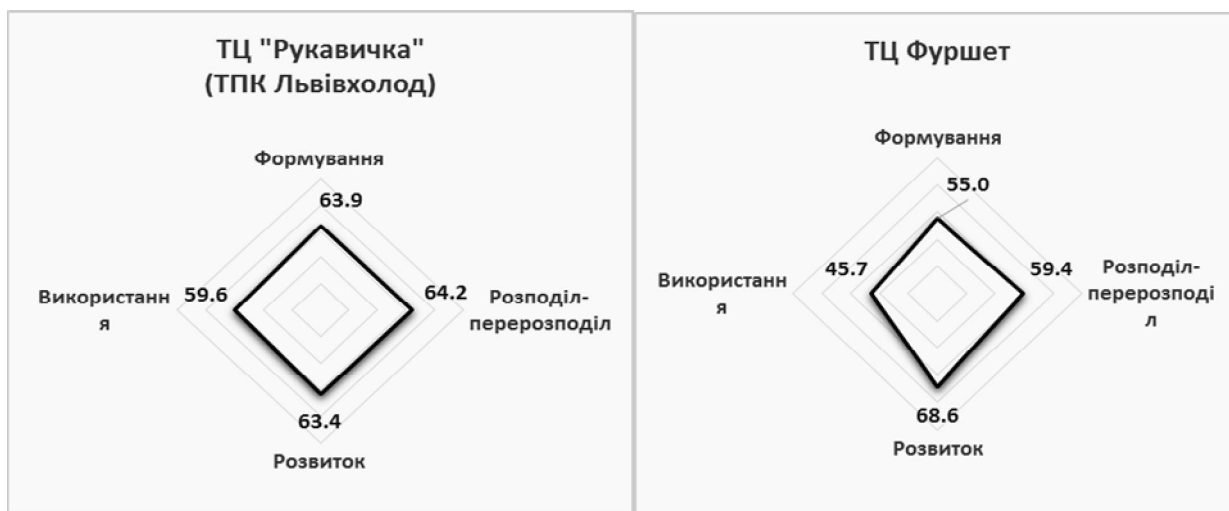 ТЦ "Рукавичка"
(ТПК Львівхолод)
Формування
63.9
59.6
Використанн
я
64.2
Розподіл-
перерозподіл
63.4
Розвиток
ТЦ Фуршет
Формування
55.0
45.7
Використанн
я
59.4
Розподіл-
перерозподі
л
68.6
Розвиток